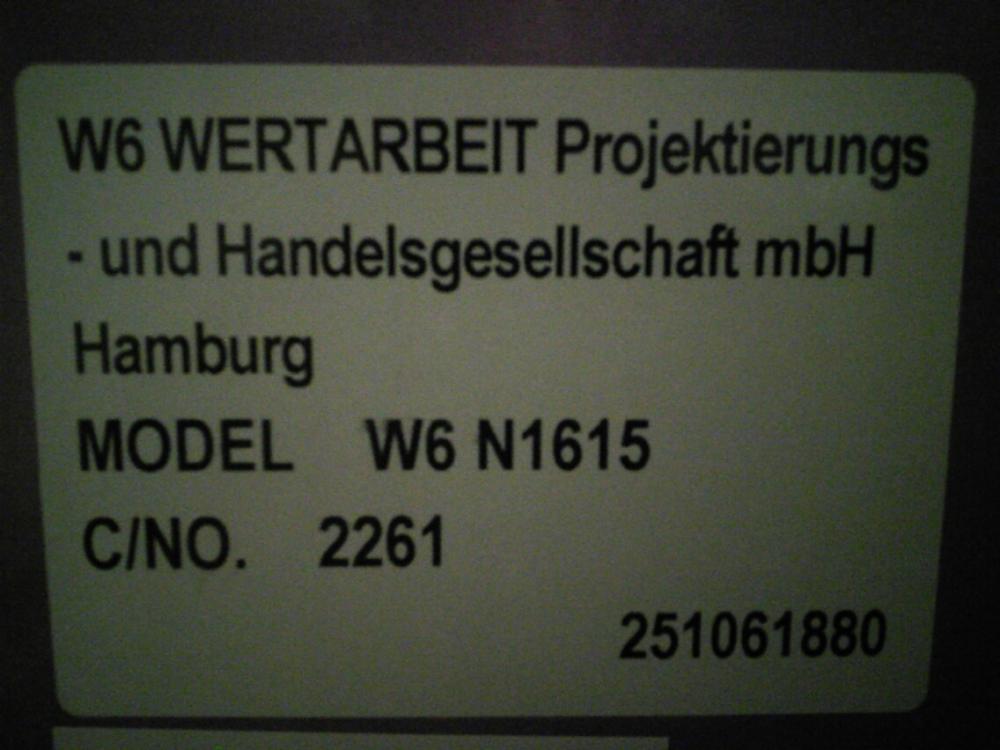 W6 WERTARBEIT Projektierungs
- und Handelsgesellschaft mbH
Hamburg
MODEL W6 N1615
C/NO. 2261
251061880